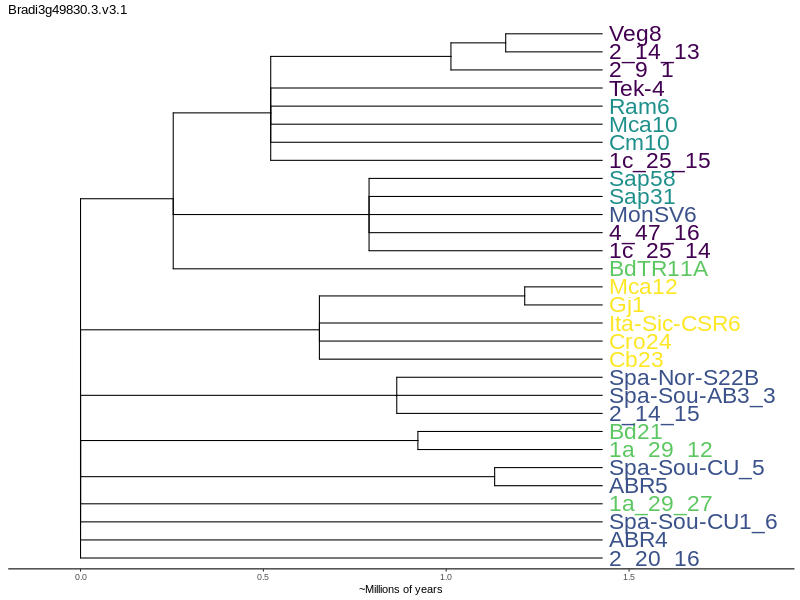 Bradi3g49830.3.v3.1
Veg8
2_14_13
2_9_1
Tek-4
Ram6
Mca10
Cm10
1c_25_15
Sap58
Sap31
MonSV6
4_47_16
1c_25_14
BdTR11A
Mca12
Gj1
Ita-Sic-CSR6
Cro24
Cb23
Spa-Nor-S22B
Spa-Sou-AB3_3
2_14_15
Bd21
1a_29_12
Spa-Sou-CU_5
ABR5
1a_29_27
Spa-Sou-CU1_6
ABR4
2_20_16
0.0 0.5 1.0 1.5
~Millions of years